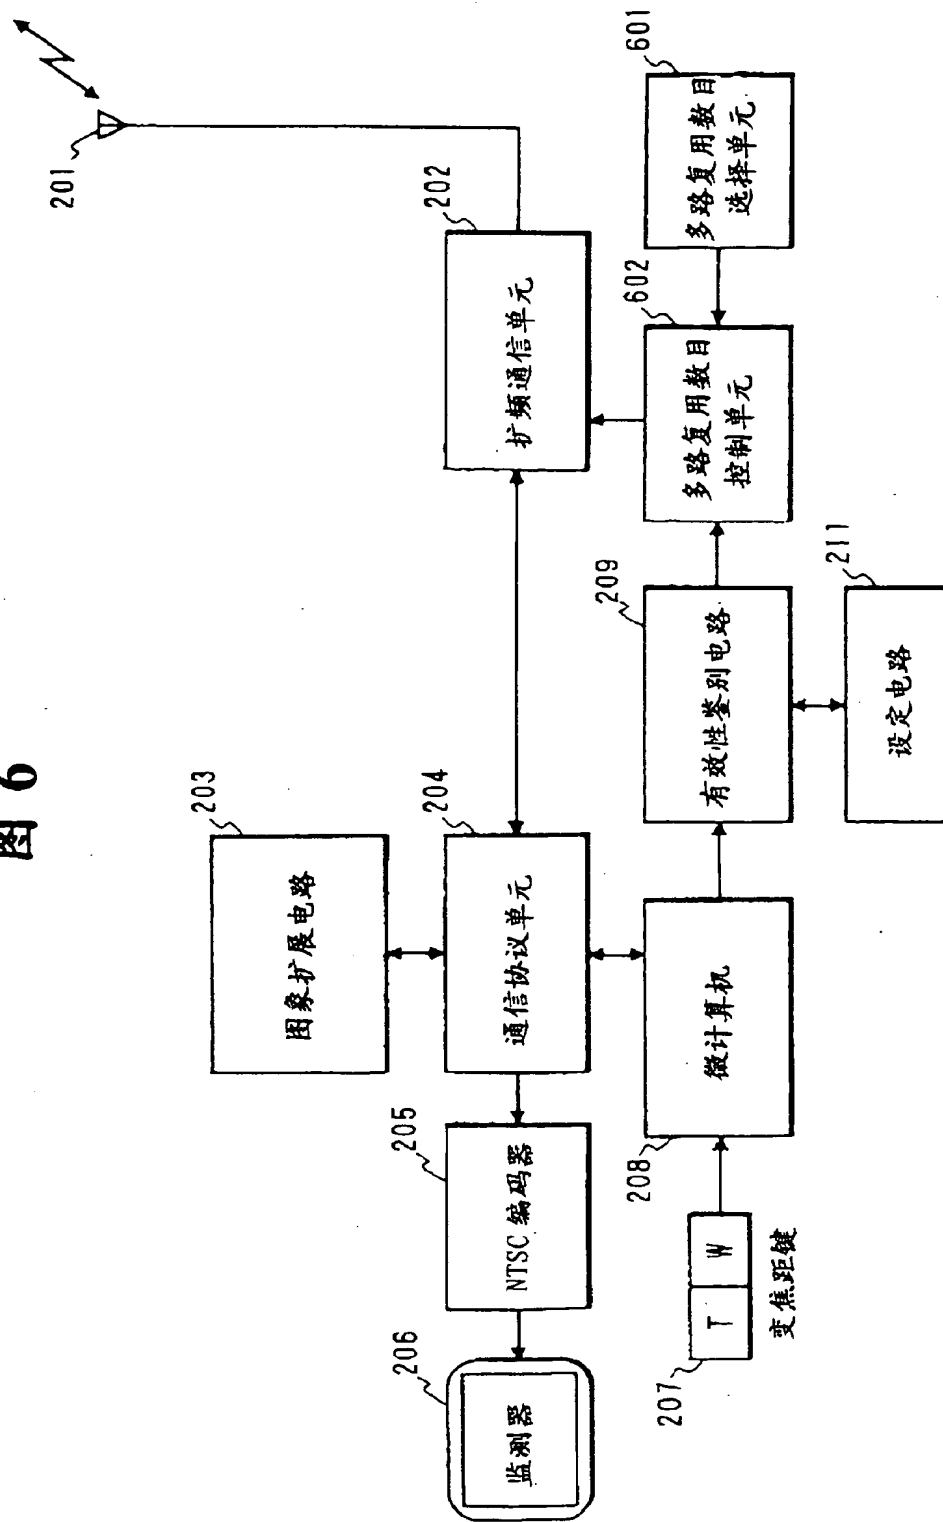 图 6
201
202
扩频通信单元
203
图象扩展电路
204
通信协议单元
205
NTSC 编码器
206
监测器
207
T W
变焦距键
208
微计算机
209
有效性鉴别电路
211
设定电路
602
多路复用数目
控制单元
601
多路复用数目
选择单元